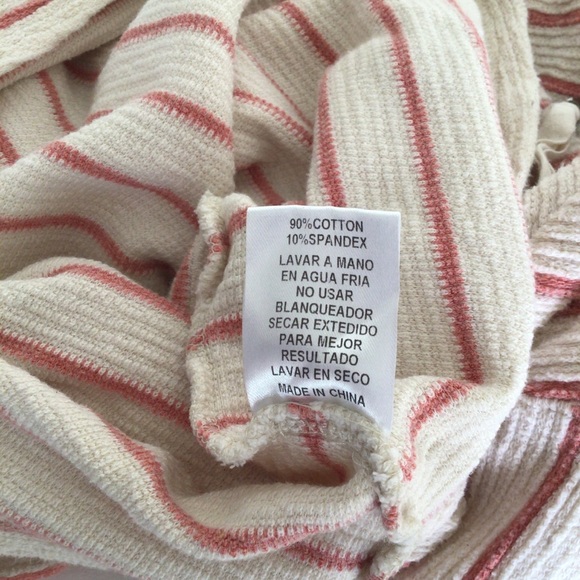 90%COTTON
10%SPANDEX
LAVAR A MANO
EN AGUA FRIA
NO USAR
BLANQUEADOR
SECAR EXTEDIDO
PARA MEJOR
RESULTADO
LAVAR EN SECO
MADE IN CHINA